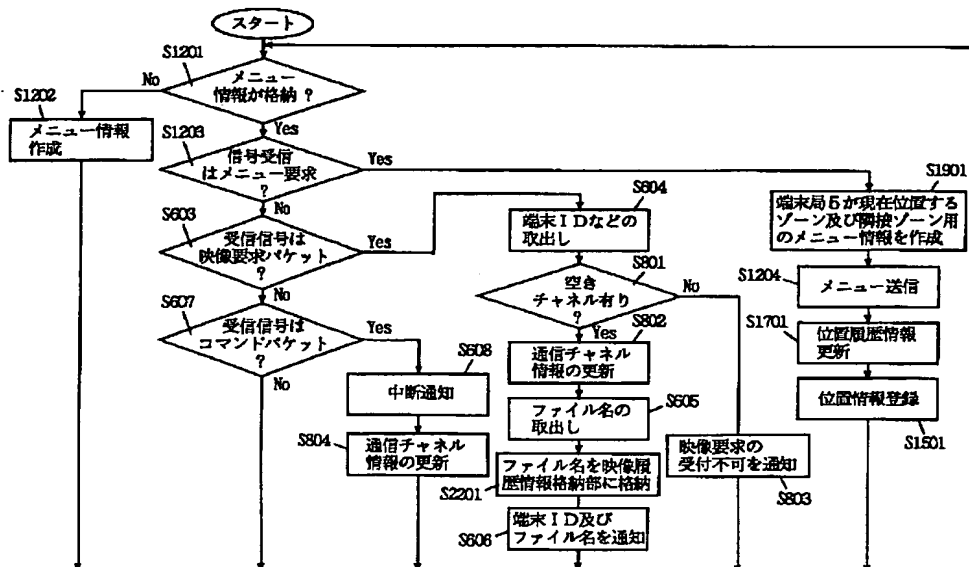 スタート
S1201
メニュー
情報が格納 ?
No
Yes
S1202
メニュー情報
作成
S1203
信号受信
はメニュー要求
?
Yes
No
S1901
端末局5が現在位置する
ゾーン及び隣接ゾーン用
のメニュー情報を作成
S603
受信信号は
映像要求パケット
?
Yes
No
S604
端末IDなどの
取出し
S1204
メニュー送信
S801
空き
チャネル有り
?
No
Yes
S607
受信信号は
コマンドパケット
?
Yes
No
S802
通信チャネル
情報の更新
S1701
位置履歴情報
更新
S608
中断通知
S605
ファイル名の
取出し
位置情報登録
S1501
S804
通信チャネル
情報の更新
S2201
ファイル名を映像履
歴情報格納部に格納
映像要求の
受付不可を通知
S803
S606
端末ID及び
ファイル名を通知